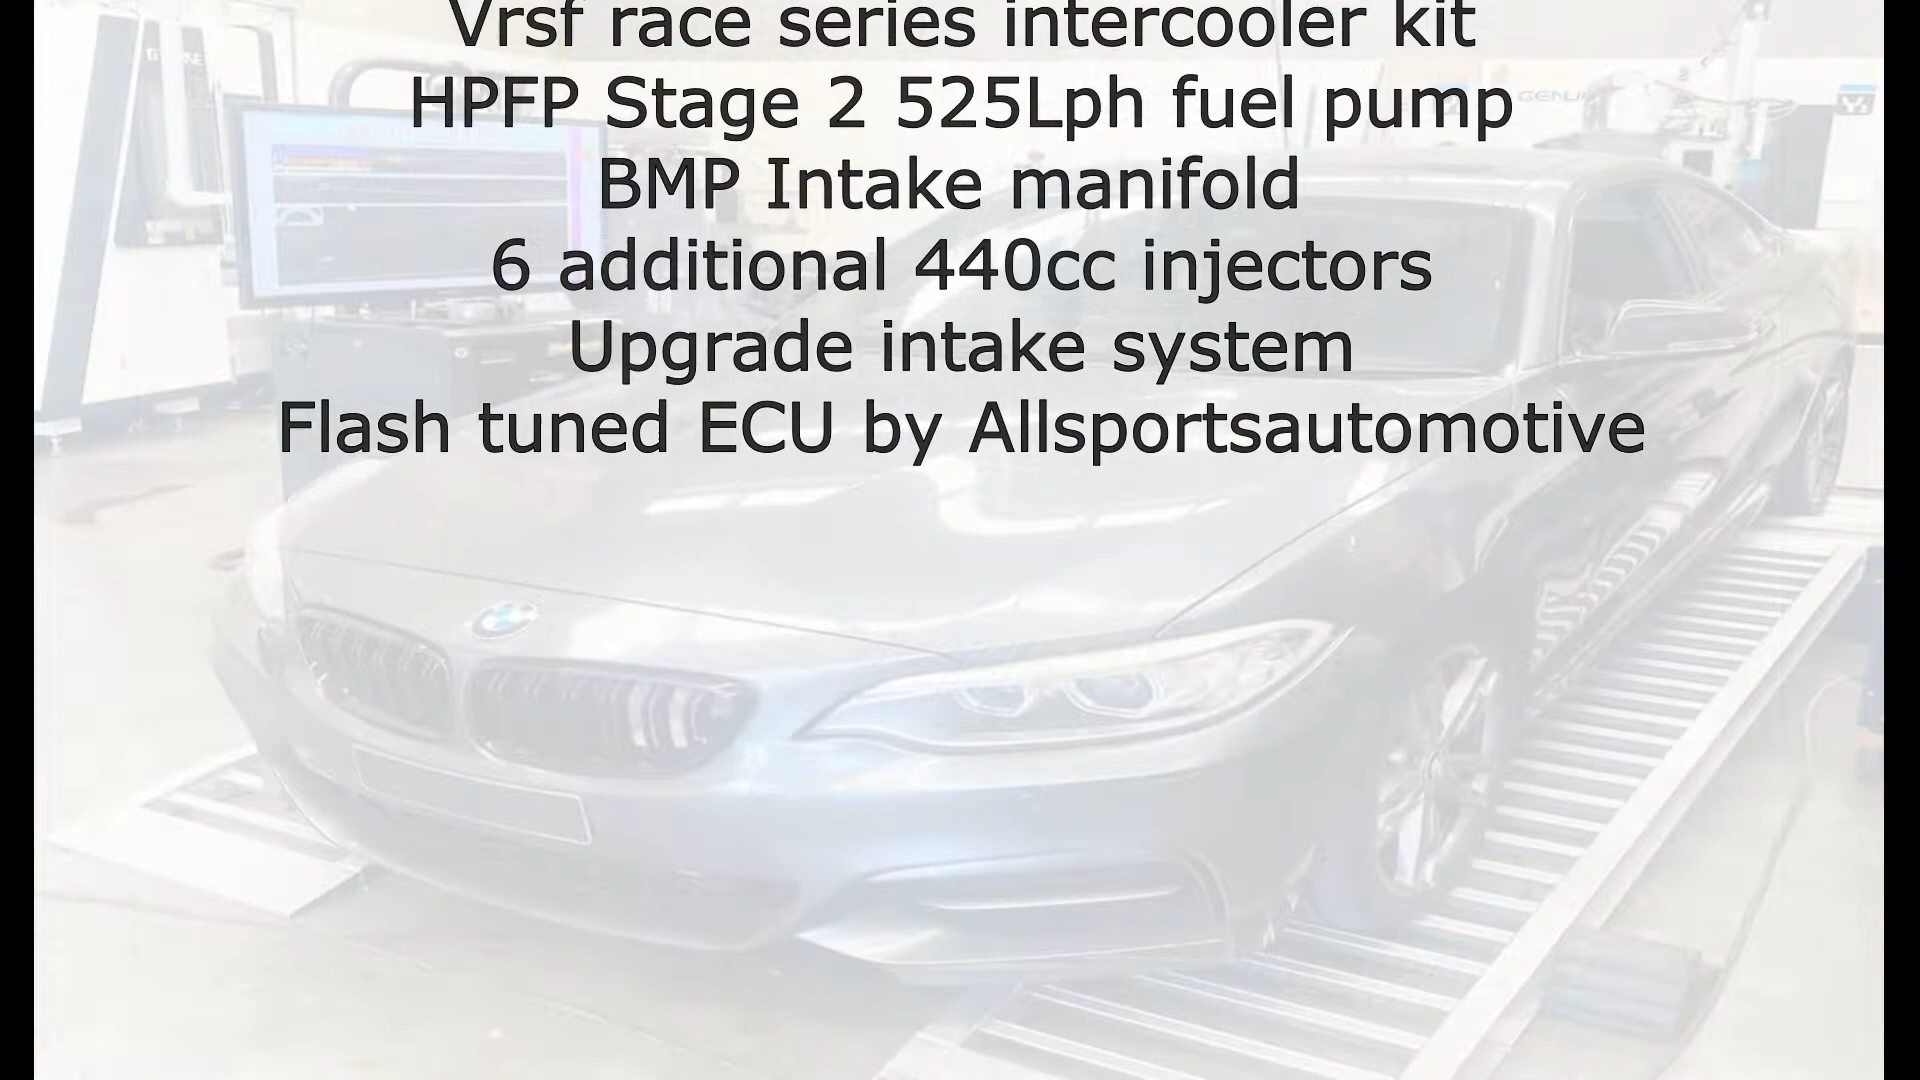 Vrsf race series intercooler kit
HPFP Stage 2 525Lph fuel pump
BMP Intake manifold
6 additional 440cc injectors
Upgrade intake system
Flash tuned ECU by Allsportsautomotive